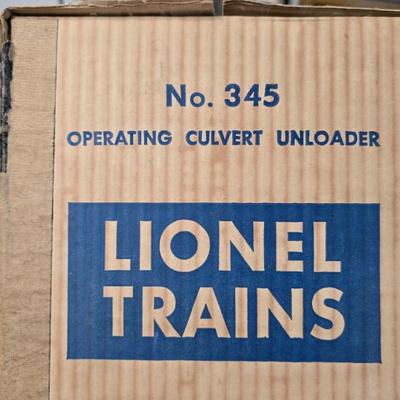 No. 345
OPERATING CULVERT UNLOADER
LIONEL
TRAINS